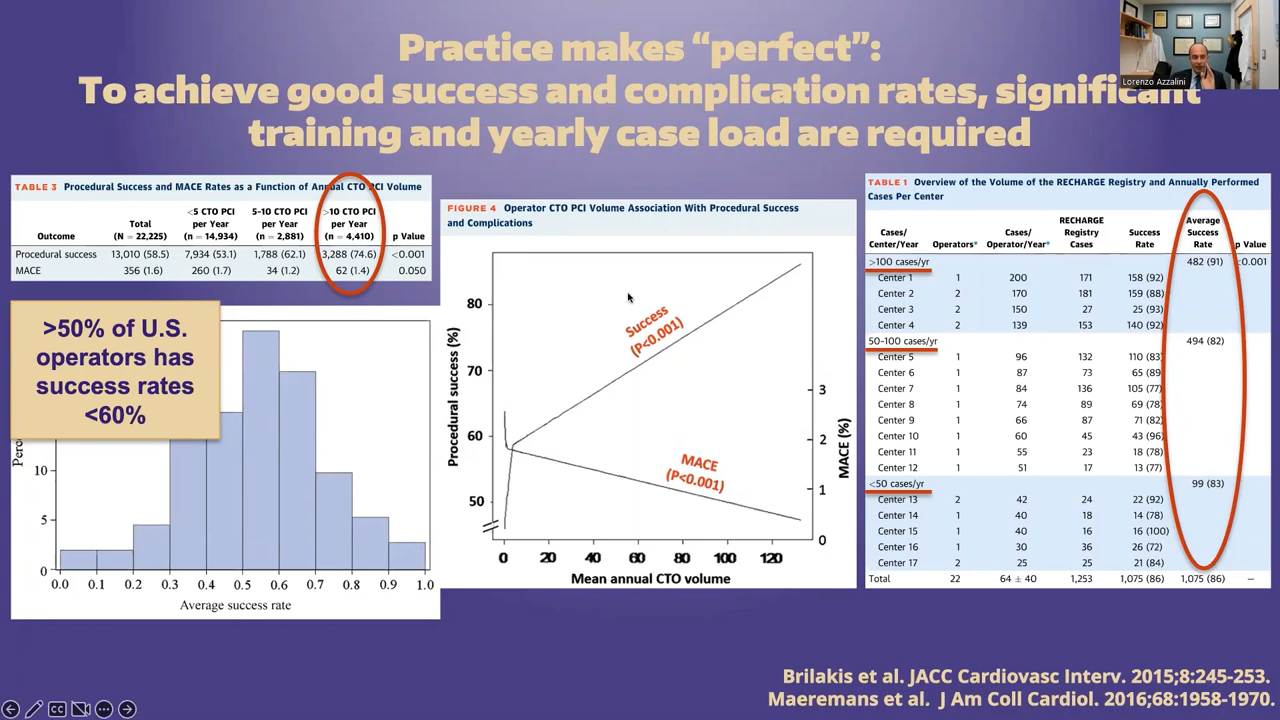 Practice makes “perfect”:
To achieve good success and complication rates, significant
training and yearly case load are required
Lorenzo Azzalini
TABLE 3 Procedural Success and MACE Rates as a Function of Annual CTO PCI Volume
Outcome Total (N = 22,225) <5 CTO PCI per Year (n = 14,934) 5-10 CTO PCI per Year (n = 2,881) >10 CTO PCI per Year (n = 4,410) p Value
Procedural success 13,010 (58.5) 7,934 (53.1) 1,788 (62.1) 3,288 (74.6) <0.001
MACE 356 (1.6) 260 (1.7) 34 (1.2) 62 (1.4) 0.050
>50% of U.S.
operators has
success rates
<60%
10
5
0
0.0 0.1 0.2 0.3 0.4 0.5 0.6 0.7 0.8 0.9 1.0
Average success rate
FIGURE 4 Operator CTO PCI Volume Association With Procedural Success
and Complications
Procedural success (%)
80
70
60
50
Success
(P<0.001)
MACE
(P<0.001)
3
2
1
0
MACE (%)
0 20 40 60 80 100 120
Mean annual CTO volume
TABLE 1 Overview of the Volume of the RECHARGE Registry and Annually Performed
Cases Per Center
Cases/Center/Year Operators* Cases/Operator/Year* RECHARGE Registry Cases Success Rate Average Success Rate p Value
>100 cases/yr 482 (91) <0.001
Center 1 1 200 171 158 (92)
Center 2 2 170 181 159 (88)
Center 3 2 150 27 25 (93)
Center 4 2 139 153 140 (92)
50-100 cases/yr 494 (82)
Center 5 1 96 132 110 (83)
Center 6 1 87 73 65 (89)
Center 7 1 84 136 105 (77)
Center 8 1 74 89 69 (78)
Center 9 1 66 87 71 (82)
Center 10 1 60 45 43 (96)
Center 11 1 55 23 18 (78)
Center 12 1 51 17 13 (77)
<50 cases/yr 99 (83)
Center 13 2 42 24 22 (92)
Center 14 1 40 18 14 (78)
Center 15 1 40 16 16 (100)
Center 16 1 30 36 26 (72)
Center 17 2 25 25 21 (84)
Total 22 64 ± 40 1,253 1,075 (86) 1,075 (86) —
Brilakis et al. JACC Cardiovasc Interv. 2015;8:245-253.
Maeremans et al. J Am Coll Cardiol. 2016;68:1958-1970.
CC